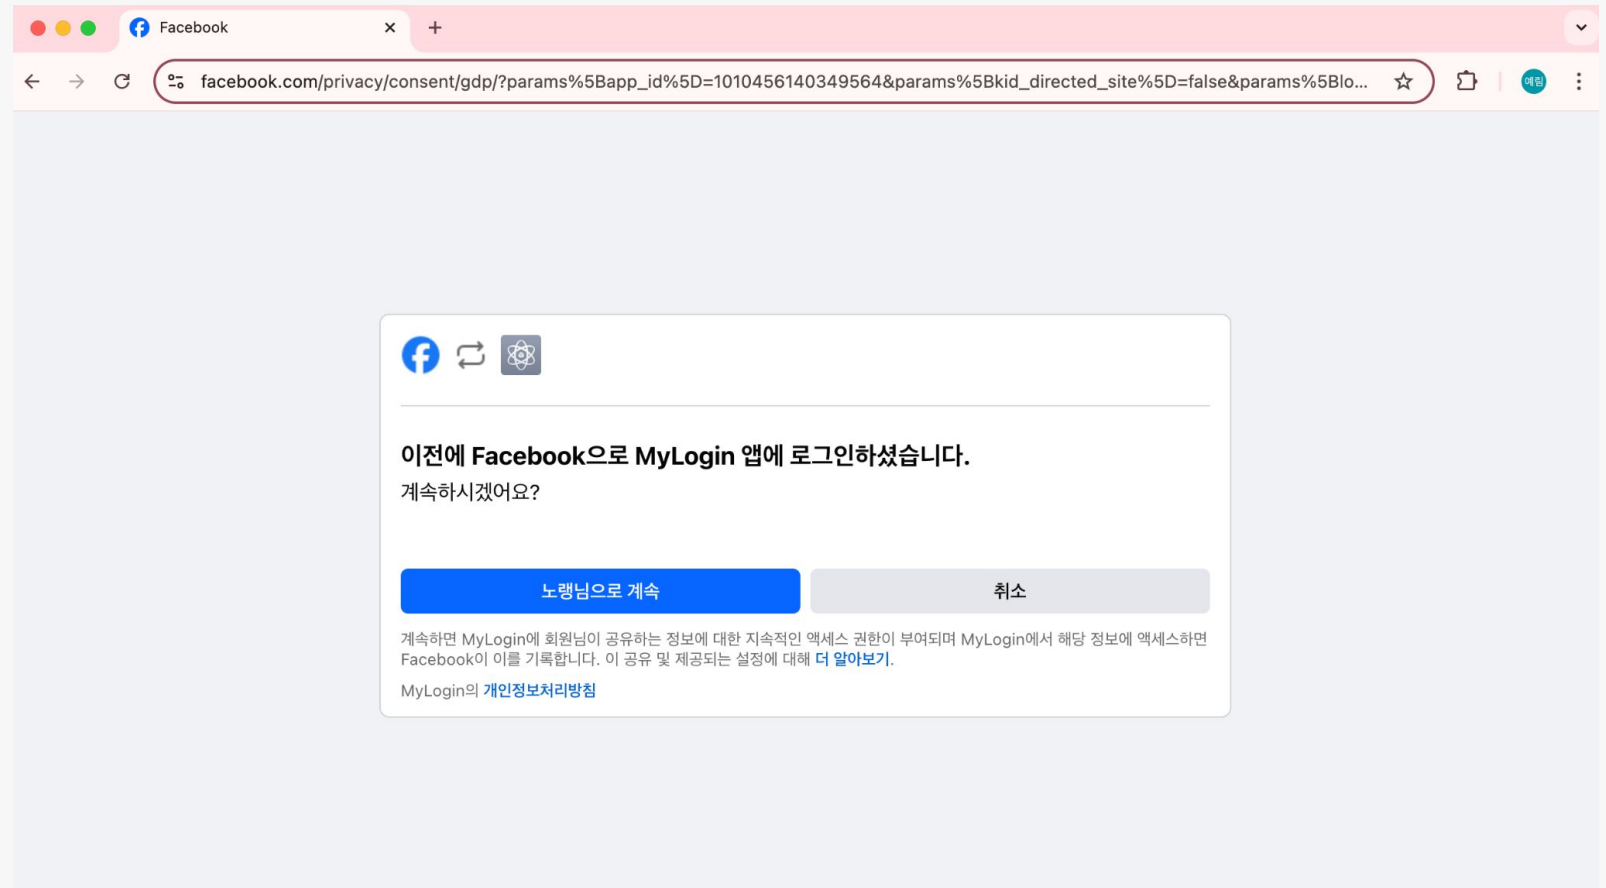 Facebook
facebook.com/privacy/consent/gdp/?params%5Bapp_id%5D=1010456140349564&params%5Bkid_directed_site%5D=false&params%5Blo...
예림
이전에 Facebook으로 MyLogin 앱에 로그인하셨습니다.
계속하시겠어요?
노랭님으로 계속
취소
계속하면 MyLogin에 회원님이 공유하는 정보에 대한 지속적인 액세스 권한이 부여되며 MyLogin에서 해당 정보에 액세스하면
Facebook이 이를 기록합니다. 이 공유 및 제공되는 설정에 대해 더 알아보기.
MyLogin의 개인정보처리방침